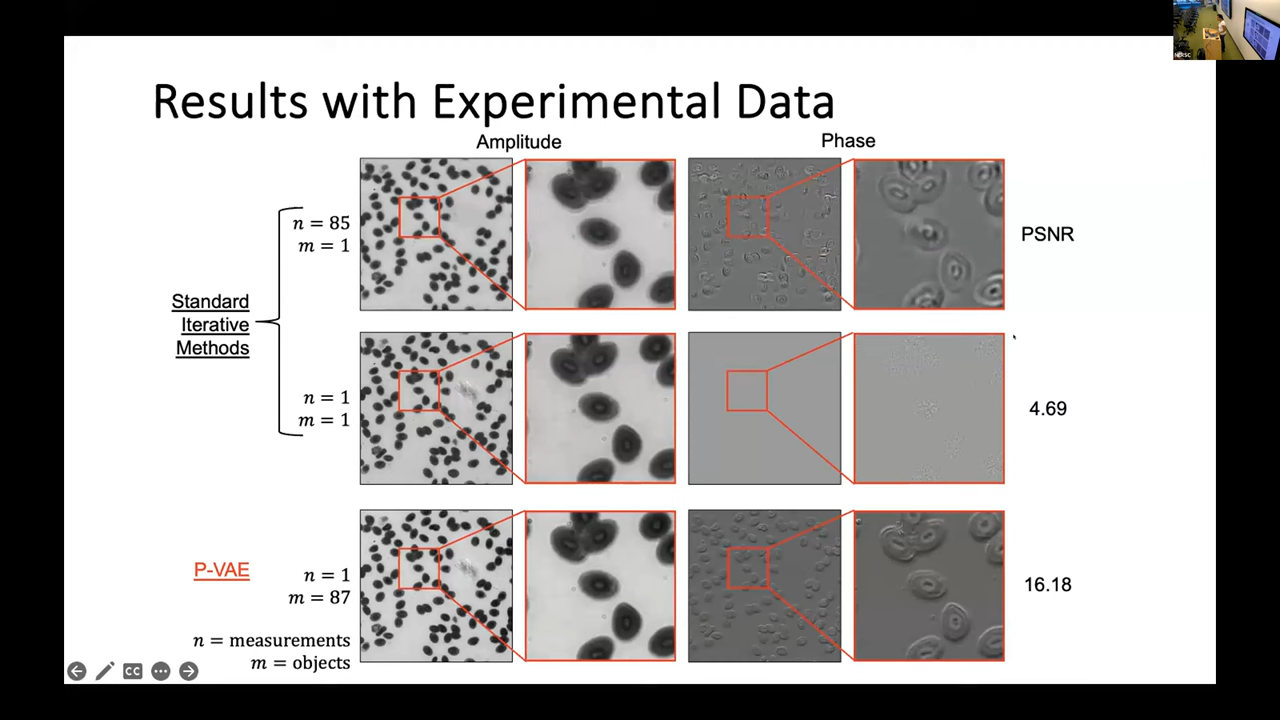 Results with Experimental Data
Amplitude
Phase
n = 85
m = 1
PSNR
Standard
Iterative
Methods
n = 1
m = 1
4.69
P-VAE
n = 1
m = 87
16.18
n = measurements
m = objects
CC